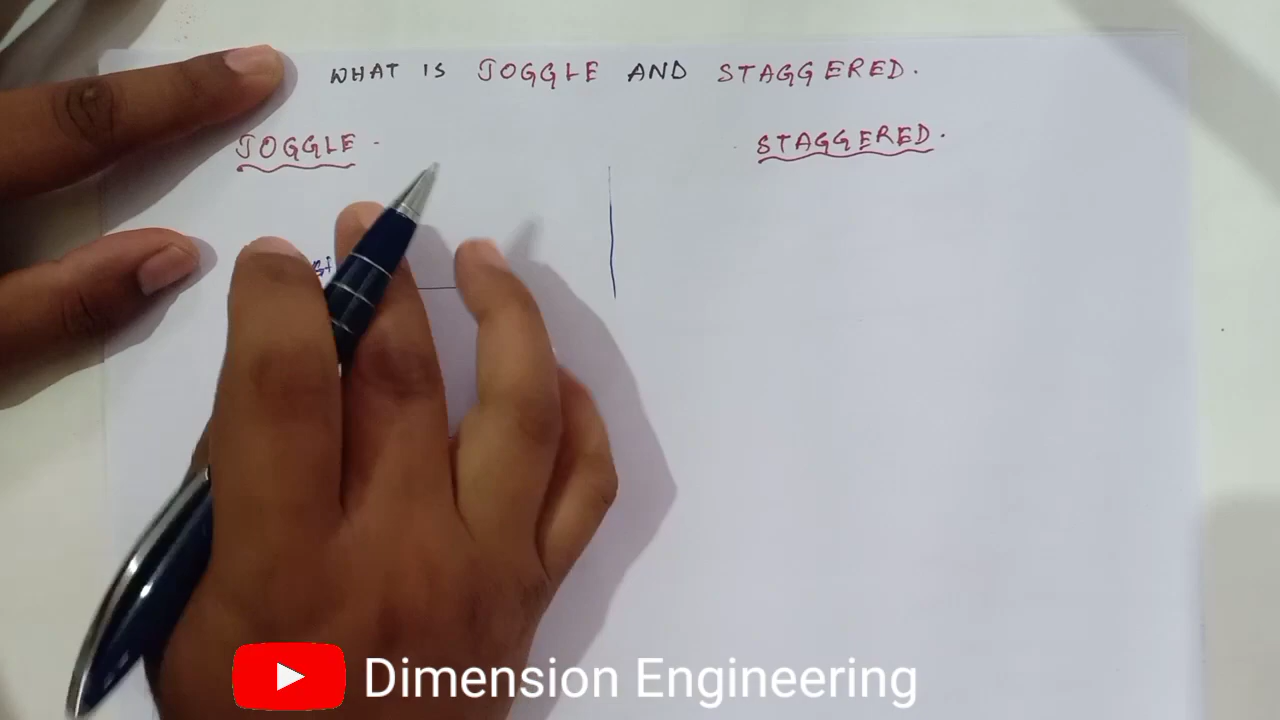 WHAT IS JOGGLE AND STAGGERED.
JOGGLE.
STAGGERED.
Dimension Engineering